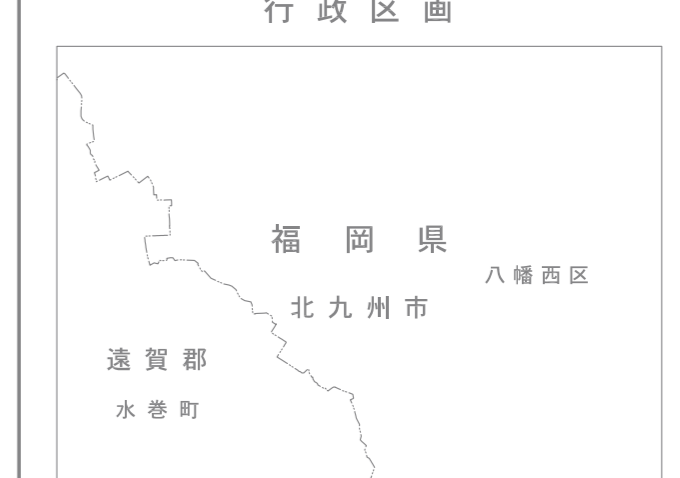 行政区画
福岡県
八幡西区
北九州市
遠賀郡
水巻町